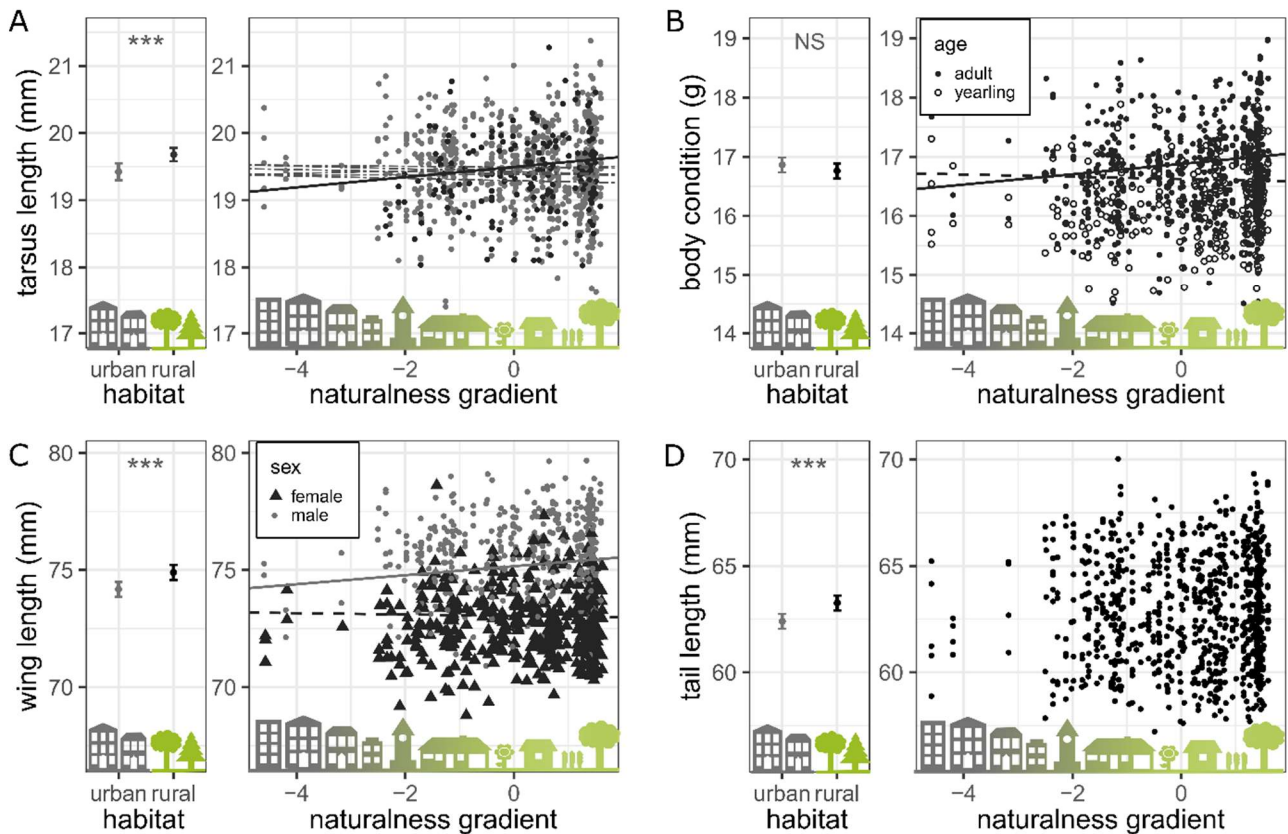 A
tarsus length (mm)
21
20
19
18
17
***
urban rural
habitat
21
20
19
18
17
−4
−2
0
naturalness gradient
B
body condition (g)
19
18
17
16
15
14
NS
urban rural
habitat
19
18
17
16
15
14
age
adult
yearling
−4
−2
0
naturalness gradient
C
wing length (mm)
80
75
70
***
urban rural
habitat
80
75
70
sex
female
male
−4
−2
0
naturalness gradient
D
tail length (mm)
70
65
60
***
urban rural
habitat
70
65
60
−4
−2
0
naturalness gradient